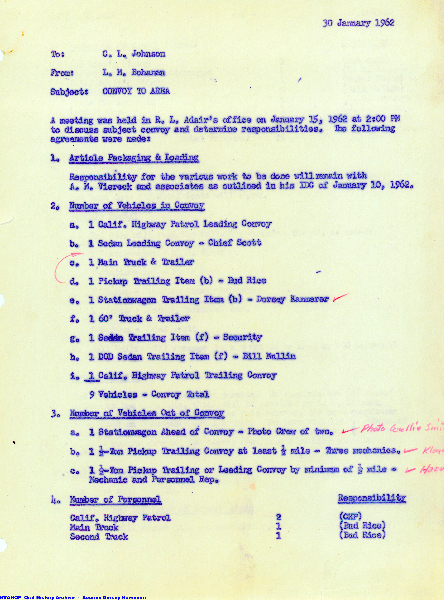 30 January 1962
To: C. L. Johnson
From: L. M. Bohanan
Subject: CONVOY TO AREA
A meeting was held in R. L. Adair's office on January 15, 1962 at 2:00 PM
to discuss subject convoy and determine responsibilities. The following
agreements were made:
1. Article Packaging & Loading
Responsibility for the various work to be done will remain with
A. M. Viereck and associates as outlined in his IDC of January 10, 1962.
2. Number of Vehicles in Convoy
a. 1 Calif. Highway Patrol Leading Convoy
b. 1 Sedan Leading Convoy - Chief Scott
c. 1 Main Truck & Trailer
d. 1 Pickup Trailing Item (b) - Bud Rice
e. 1 Stationwagon Trailing Item (b) - Dorsey Kammerer
f. 1 60' Truck & Trailer
g. 1 Sedan Trailing Item (f) - Security
h. 1 DOD Sedan Trailing Item (f) - Bill Mullin
i. 1 Calif. Highway Patrol Trailing Convoy
9 Vehicles - Convoy Total
3. Number of Vehicles Out of Convoy
a. 1 Stationwagon Ahead of Convoy - Photo Crew of two. Photo
b. 1 ½-Ton Pickup Trailing Convoy at least ½ mile - Three mechanics.
c. 1 ½-Ton Pickup Trailing or Leading Convoy by minimum of ½ mile -
Mechanic and Personnel Rep.
4. Number of Personnel Responsibility
Calif. Highway Patrol 2 (CHP)
Main Truck 1 (Bud Rice)
Second Truck 1 (Bud Rice)